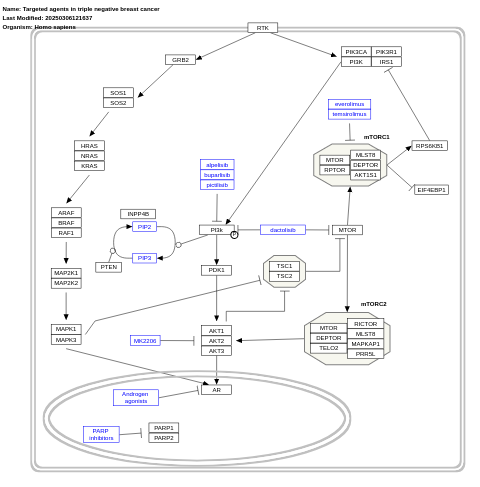 Name: Targeted agents in triple negative breast cancer
Last Modified: 20250306121637
Organism: Homo sapiens
RTK
GRB2
PIK3CA PIK3R1
PI3K IRS1
SOS1
SOS2
everolimus
temsirolimus
mTORC1
HRAS
NRAS
KRAS
MTOR
RPTOR
MLST8
DEPTOR
AKT1S1
RPS6KB1
EIF4EBP1
alpelisib
buparlisib
pictilisib
ARAF
BRAF
RAF1
INPP4B
PIP2
PIP3
PTEN
PI3k
P
dactolisib
MTOR
MAP2K1
MAP2K2
PDK1
TSC1
TSC2
mTORC2
MAPK1
MAPK3
MK2206
AKT1
AKT2
AKT3
MTOR
DEPTOR
TELO2
RICTOR
MLST8
MAPKAP1
PRR5L
AR
Androgen
agonists
PARP
inhibitors
PARP1
PARP2